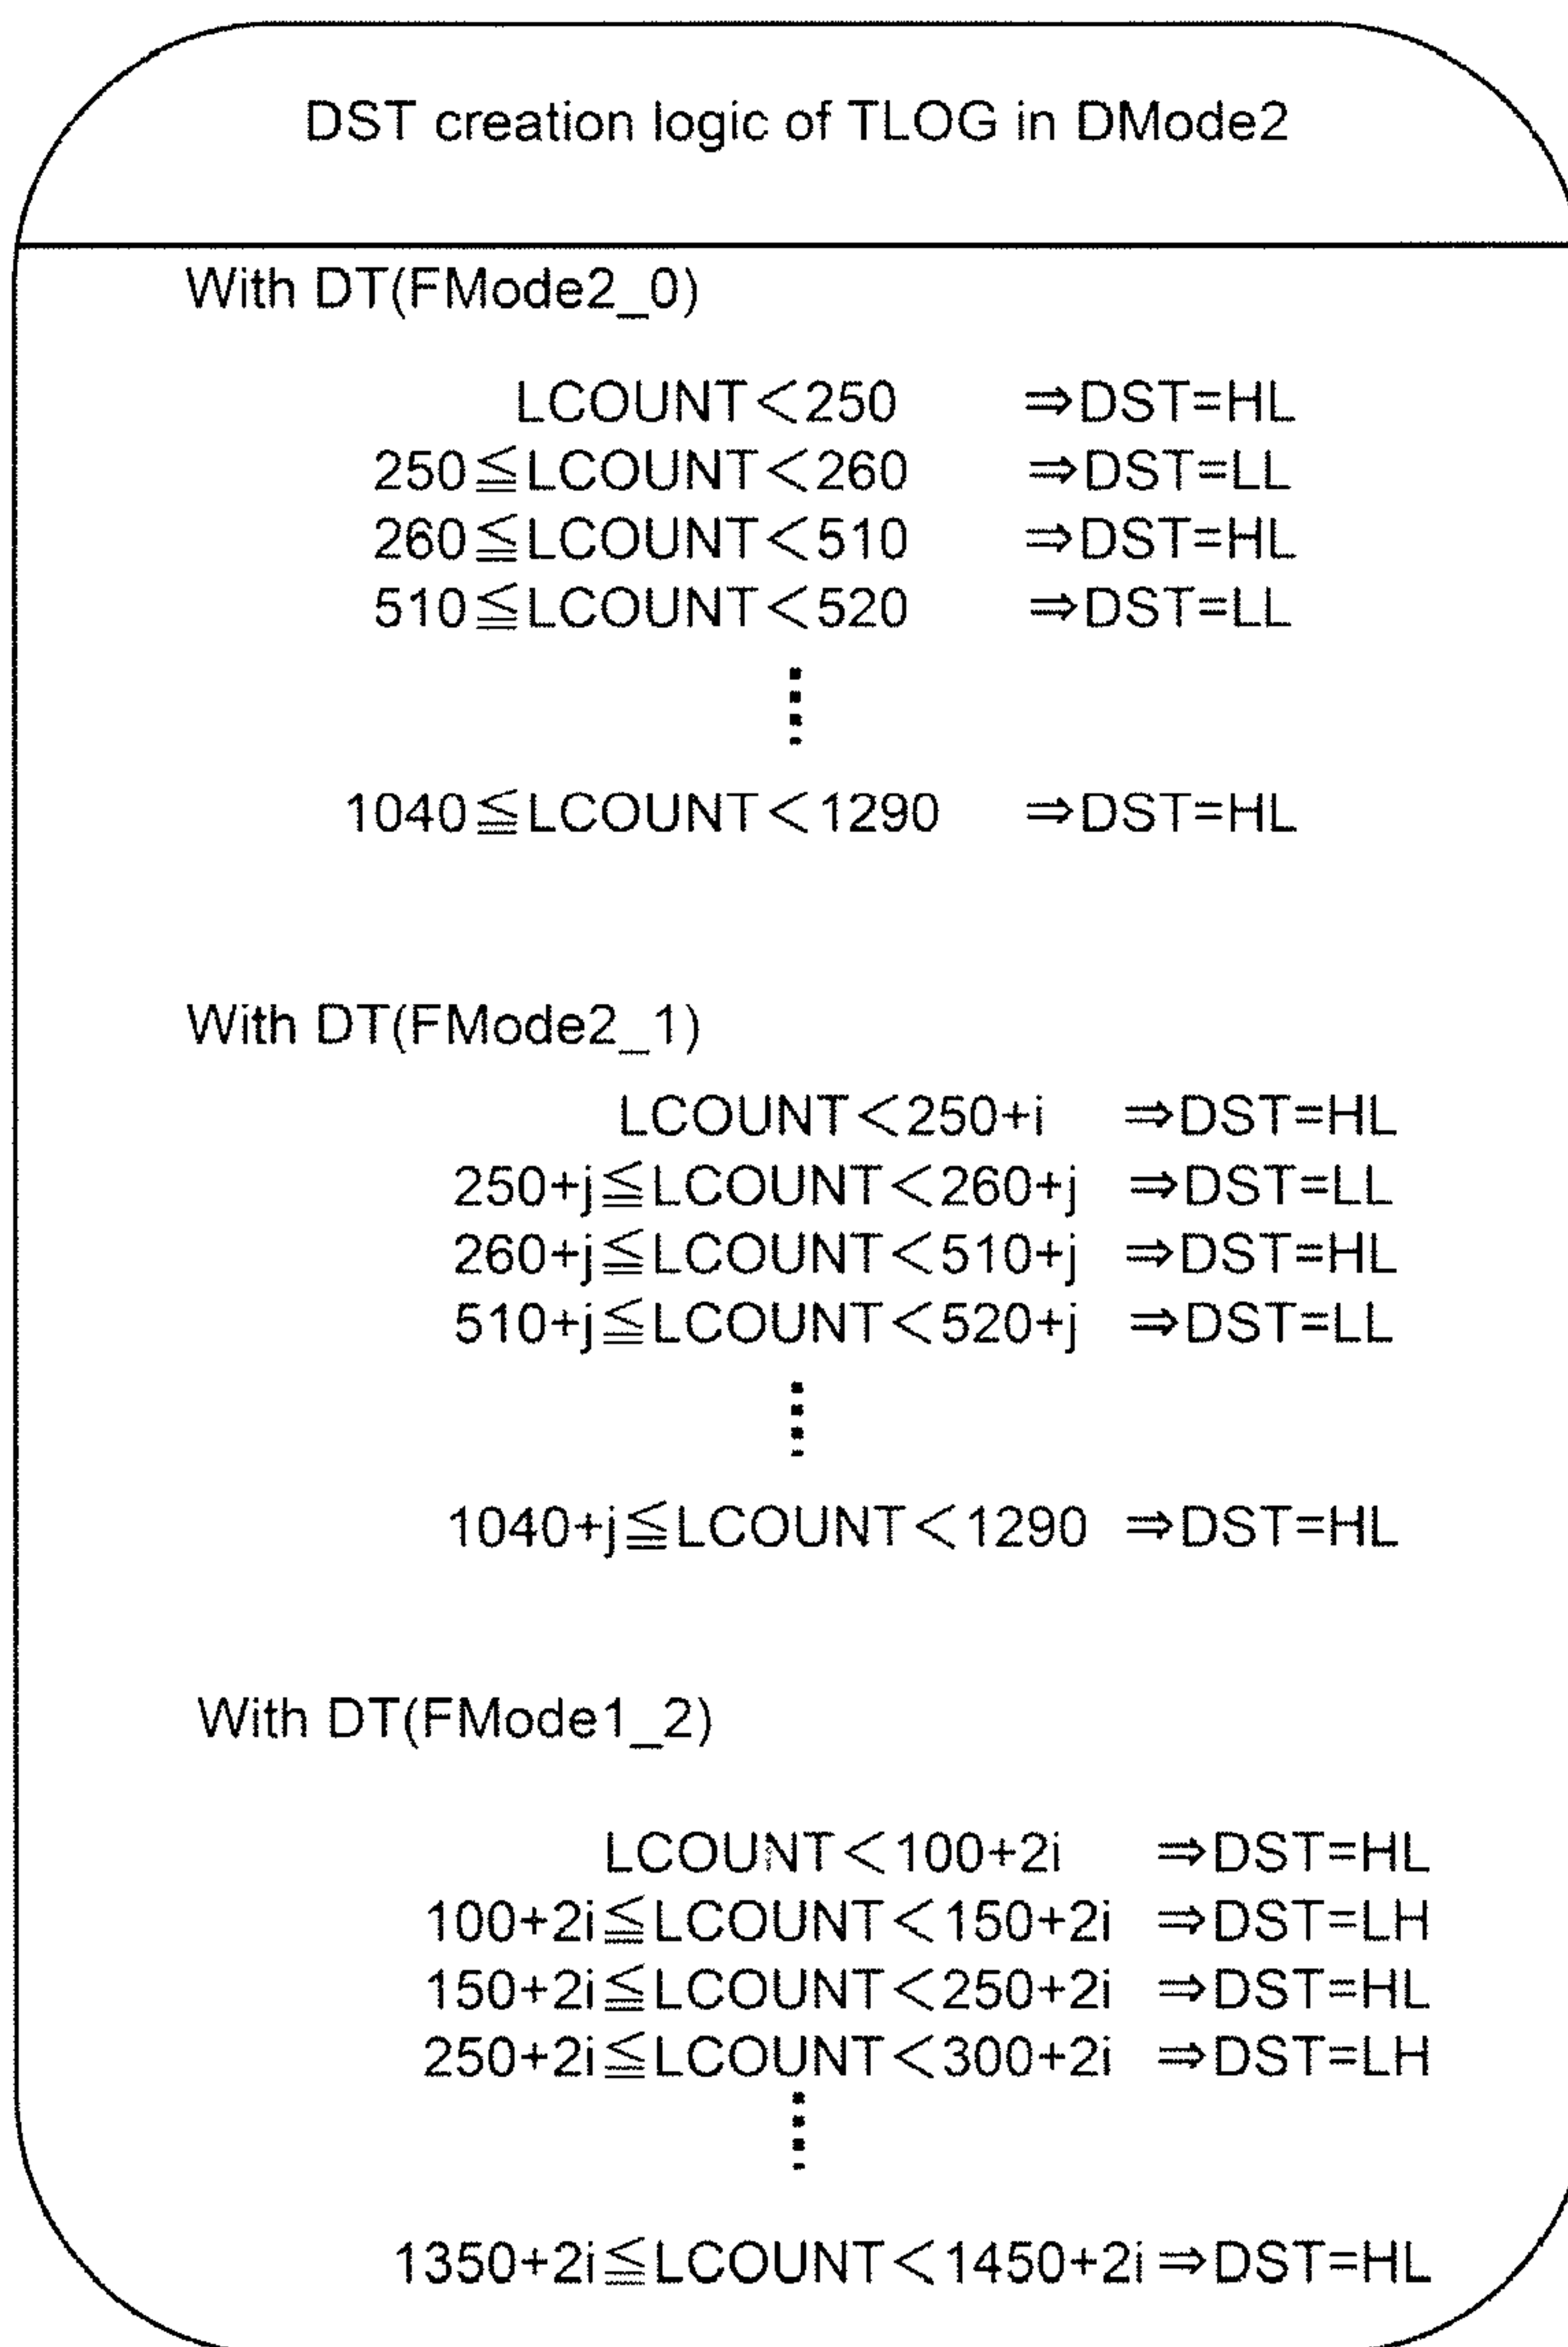 DST creation logic of TLOG in DMode2
With DT(FMode2_0)
LCOUNT<250 ⇒DST=HL
250≦LCOUNT<260 ⇒DST=LL
260≦LCOUNT<510 ⇒DST=HL
510≦LCOUNT<520 ⇒DST=LL
1040≦LCOUNT<1290 ⇒DST=HL
With DT(FMode2_1)
LCOUNT<250+i ⇒DST=HL
250+j≦LCOUNT<260+j ⇒DST=LL
260+j≦LCOUNT<510+j ⇒DST=HL
510+j≦LCOUNT<520+j ⇒DST=LL
1040+j≦LCOUNT<1290 ⇒DST=HL
With DT(FMode1_2)
LCOUNT<100+2i ⇒DST=HL
100+2i≦LCOUNT<150+2i ⇒DST=LH
150+2i≦LCOUNT<250+2i ⇒DST=HL
250+2i≦LCOUNT<300+2i ⇒DST=LH
1350+2i≦LCOUNT<1450+2i⇒DST=HL